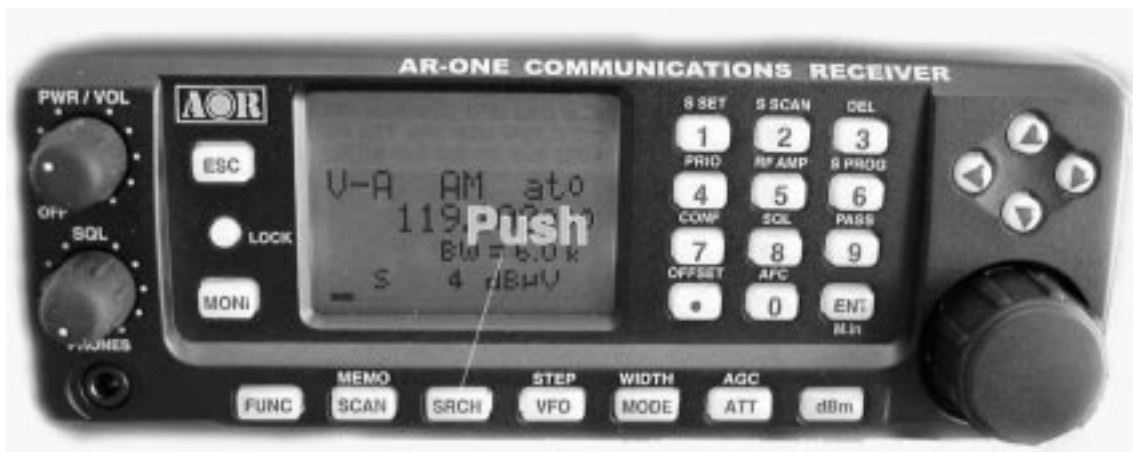 AR-ONE COMMUNICATIONS RECEIVER
PWR / VOL
OFF
SQL
PHONES
AOR
ESC
LOCK
MONi
V-A AM ato
Push
BW = 6.0 k
S 4 dBµV
S SET S SCAN DEL
1 2 3
PRIO RF AMP S PROG
4 5 6
CONF SQL PASS
7 8 9
OFFSET AFC
● 0 ENT
M.in
MEMO STEP WIDTH AGC
FUNC SCAN SRCH VFO MODE ATT dBm